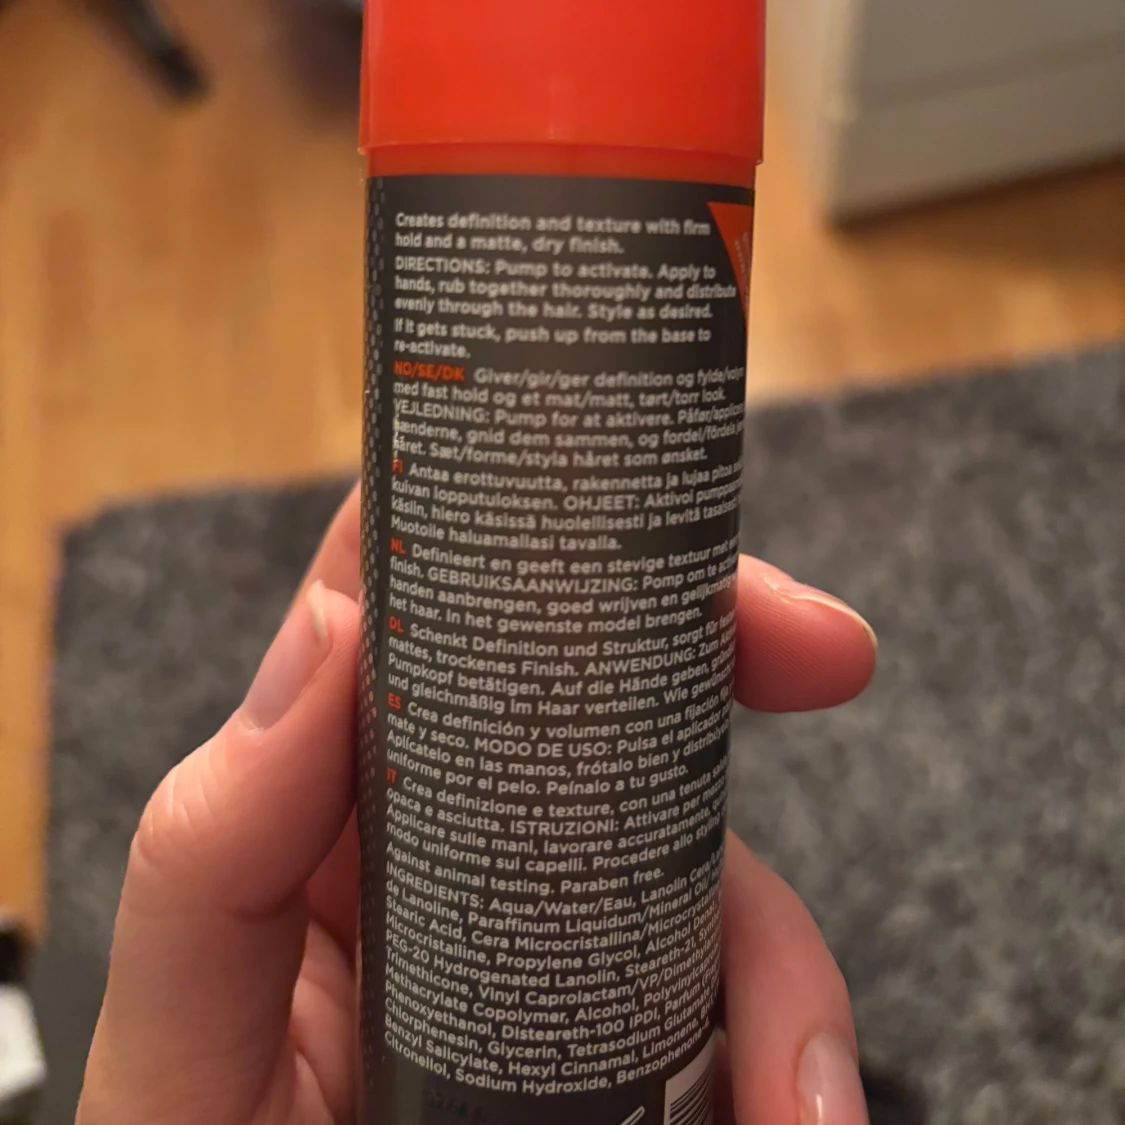 Creates definition and texture with firm
hold and a matte, dry finish.
DIRECTIONS: Pump to activate. Apply to
hands, rub together thoroughly and distribute
evenly through the hair. Style as desired.
If it gets stuck, push up from the base to
re-activate.
NO/SE/DK Giver/gir/ger definition og fylde/volym
med fast hold og et mat/matt, tørt/torr look.
VEJLEDNING: Pump for at aktivere. Påfør/applicer
hænderne, gnid dem sammen, og fordel/fördela
håret. Sæt/forme/styla håret som ønsket.
FI Antaa erottuvuutta, rakennetta ja lujaa pitoa
kuivan lopputuloksen. OHJEET: Aktivoi
käsiin, hiero käsissä huolellisesti ja levitä
Muotoile haluamallasi tavalla.
NL Definieert en geeft een stevige textuur met
finish. GEBRUIKSAANWIJZING: Pomp om te
handen aanbrengen, goed wrijven en gelijkmatig
het haar. In het gewenste model brengen.
DL Schenkt Definition und Struktur, sorgt für
mattes, trockenes Finish. ANWENDUNG: Zum
Pumpkopf betätigen. Auf die Hände geben,
und gleichmäßig im Haar verteilen. Wie
ES Crea definición y volumen con una fijación
mate y seco. MODO DE USO: Pulsa el aplicador
Aplícatelo en las manos, frótalo bien y
uniforme por el pelo. Peínalo a tu gusto.
IT Crea definizione e texture, con una tenuta
opaca e asciutta. ISTRUZIONI: Attivare per
Applicare sulle mani, lavorare accuratamente,
modo uniforme sui capelli. Procedere allo styling
Against animal testing. Paraben free.
INGREDIENTS: Aqua/Water/Eau, Lanolin Cera/
de Lanoline, Paraffinum Liquidum/Mineral Oil/
Stearic Acid, Cera Microcristallina/
Microcristalline, Propylene Glycol, Alcohol Denat.
PEG-20 Hydrogenated Lanolin, Steareth-21,
Trimethicone, Vinyl Caprolactam/VP/
Methacrylate Copolymer, Alcohol,
Phenoxyethanol, Disteareth-100 IPDI, Parfum
Chlorphenesin, Glycerin, Tetrasodium
Benzyl Salicylate, Hexyl Cinnamal, Limonene,
Citronellol, Sodium Hydroxide,